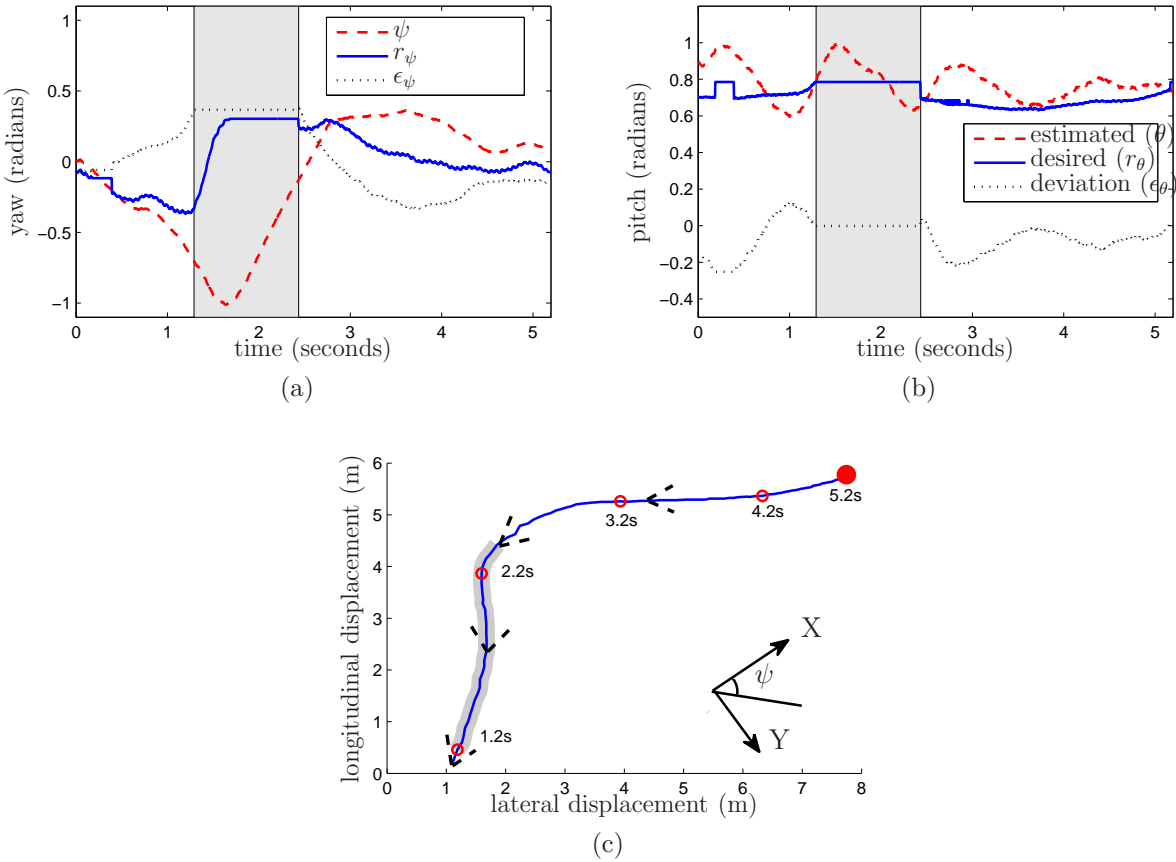 1
0.5
0
−0.5
−1
yaw (radians)
ψ
r_ψ
ϵ_ψ
0 1 2 3 4 5
time (seconds)
(a)
1
0.8
0.6
0.4
0.2
0
−0.2
−0.4
pitch (radians)
estimated (θ)
desired (r_θ)
deviation (ϵ_θ)
0 1 2 3 4 5
time (seconds)
(b)
6
5
4
3
2
1
0
longitudinal displacement (m)
5.2s
4.2s
3.2s
2.2s
1.2s
X
ψ
Y
0 1 2 3 4 5 6 7 8
lateral displacement (m)
(c)